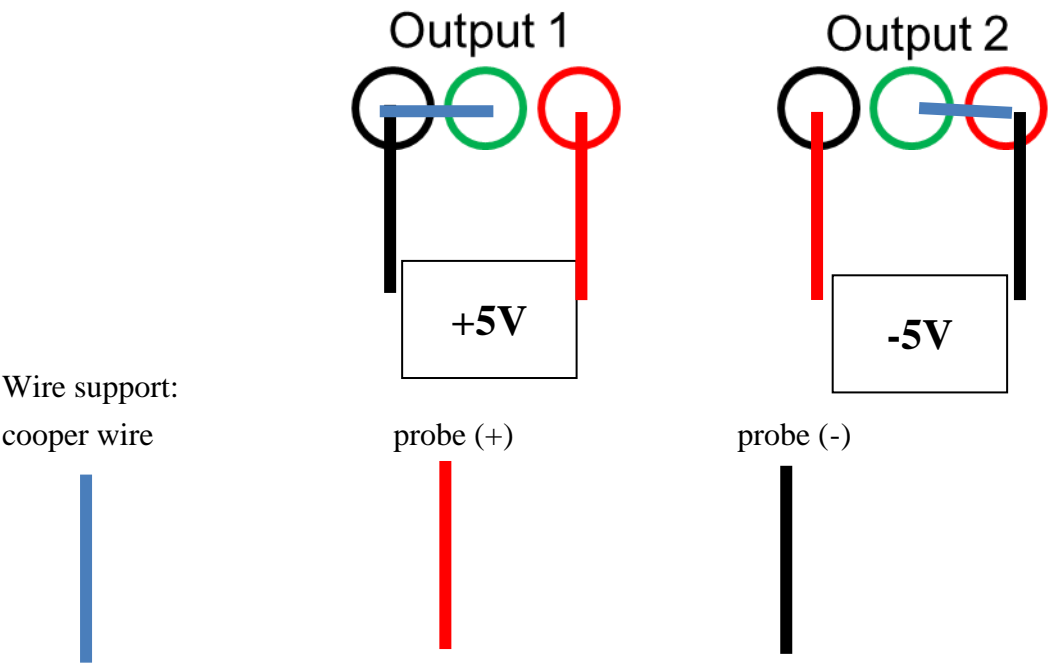 Output 1
Output 2
+5V
-5V
Wire support:
cooper wire
probe (+)
probe (-)